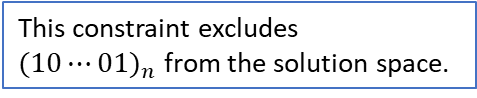 This constraint excludes
(10 ⋯ 01)ₙ from the solution space.